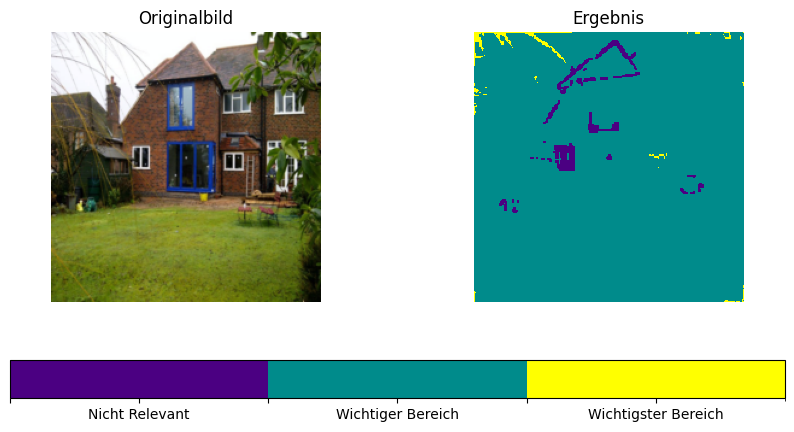 Originalbild
Ergebnis
Nicht Relevant
Wichtiger Bereich
Wichtigster Bereich